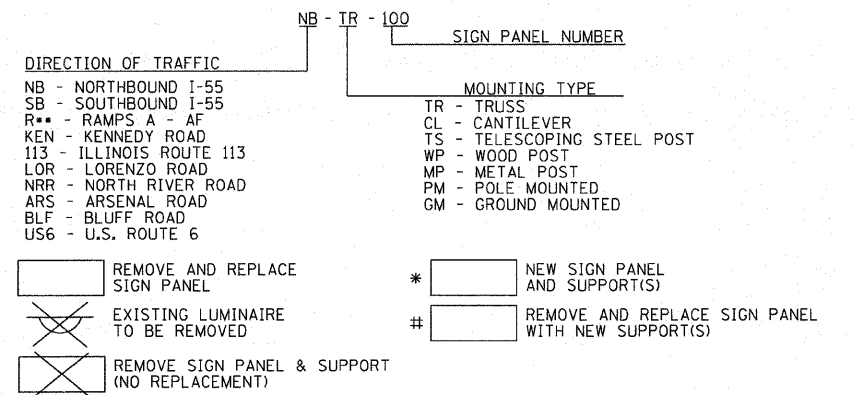 NB - TR - 100
SIGN PANEL NUMBER
DIRECTION OF TRAFFIC
NB - NORTHBOUND I-55
SB - SOUTHBOUND I-55
R** - RAMPS A - AF
KEN - KENNEDY ROAD
113 - ILLINOIS ROUTE 113
LOR - LORENZO ROAD
NRR - NORTH RIVER ROAD
ARS - ARSENAL ROAD
BLF - BLUFF ROAD
US6 - U.S. ROUTE 6
MOUNTING TYPE
TR - TRUSS
CL - CANTILEVER
TS - TELESCOPING STEEL POST
WP - WOOD POST
MP - METAL POST
PM - POLE MOUNTED
GM - GROUND MOUNTED
REMOVE AND REPLACE
SIGN PANEL
EXISTING LUMINAIRE
TO BE REMOVED
REMOVE SIGN PANEL & SUPPORT
(NO REPLACEMENT)
* NEW SIGN PANEL
AND SUPPORT(S)
# REMOVE AND REPLACE SIGN PANEL
WITH NEW SUPPORT(S)